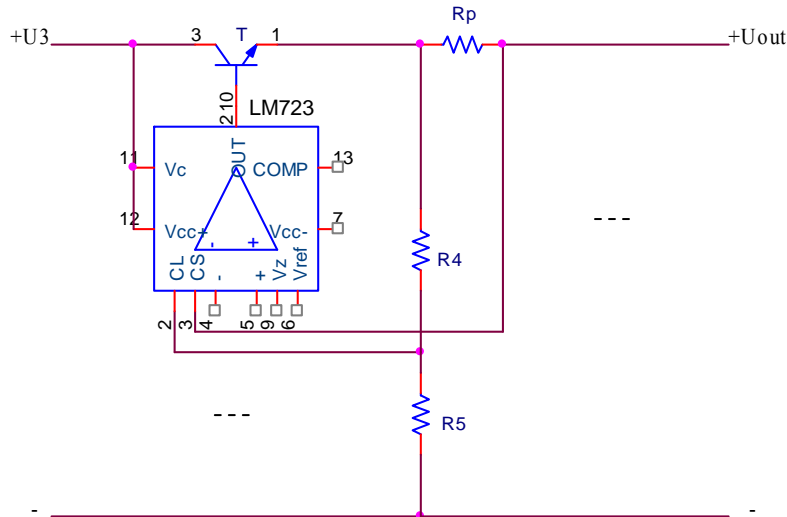 Rp
+U3
3
T
1
+Uout
10
2
LM723
11
Vc
OUT
COMP
13
12
Vcc+
Vcc-
7
-
+
---
R4
CL
CS
-
+
Vz
Vref
2
3
4
5
9
6
---
R5
-
-